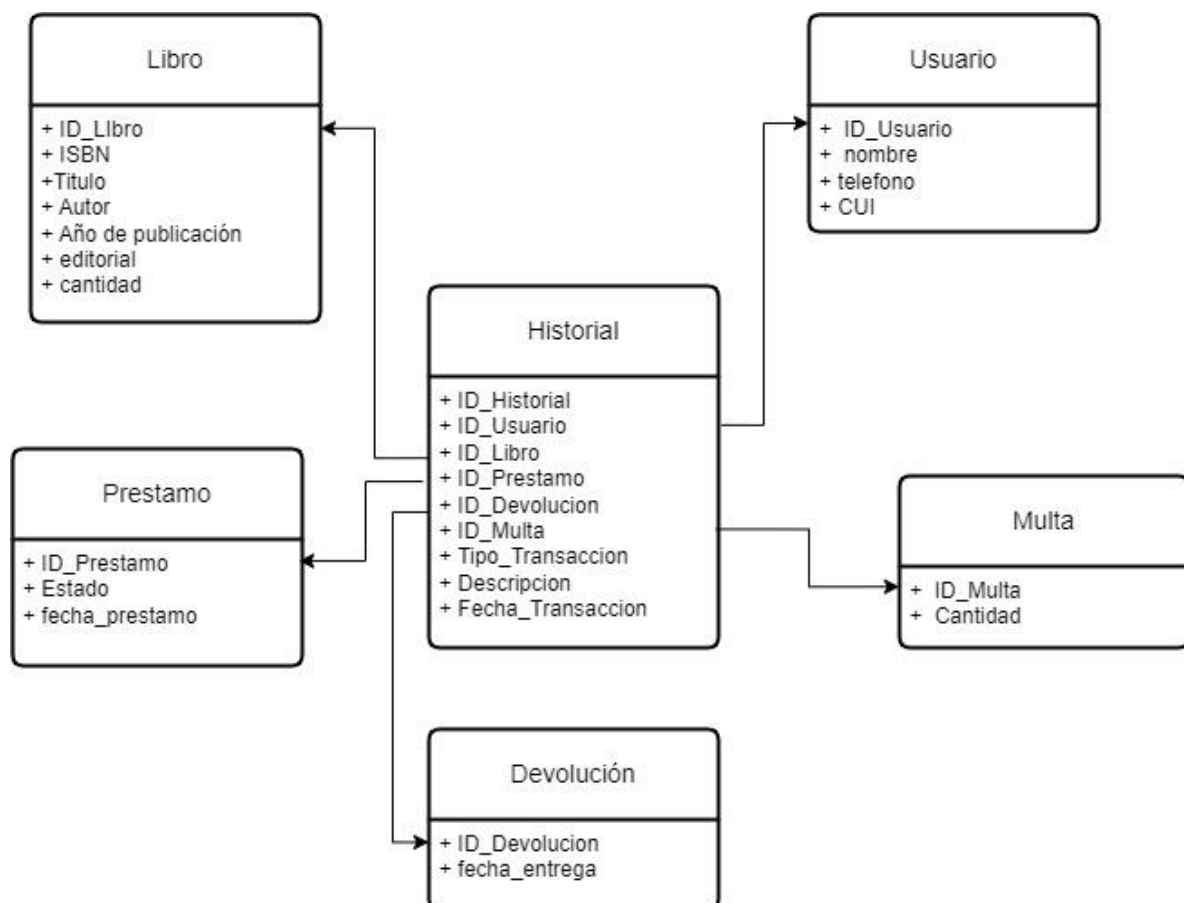 Libro
+ ID_LIbro
+ ISBN
+Titulo
+ Autor
+ Año de publicación
+ editorial
+ cantidad
Usuario
+ ID_Usuario
+ nombre
+ telefono
+ CUI
Historial
+ ID_Historial
+ ID_Usuario
+ ID_Libro
+ ID_Prestamo
+ ID_Devolucion
+ ID_Multa
+ Tipo_Transaccion
+ Descripcion
+ Fecha_Transaccion
Prestamo
+ ID_Prestamo
+ Estado
+ fecha_prestamo
Multa
+ ID_Multa
+ Cantidad
Devolución
+ ID_Devolucion
+ fecha_entrega